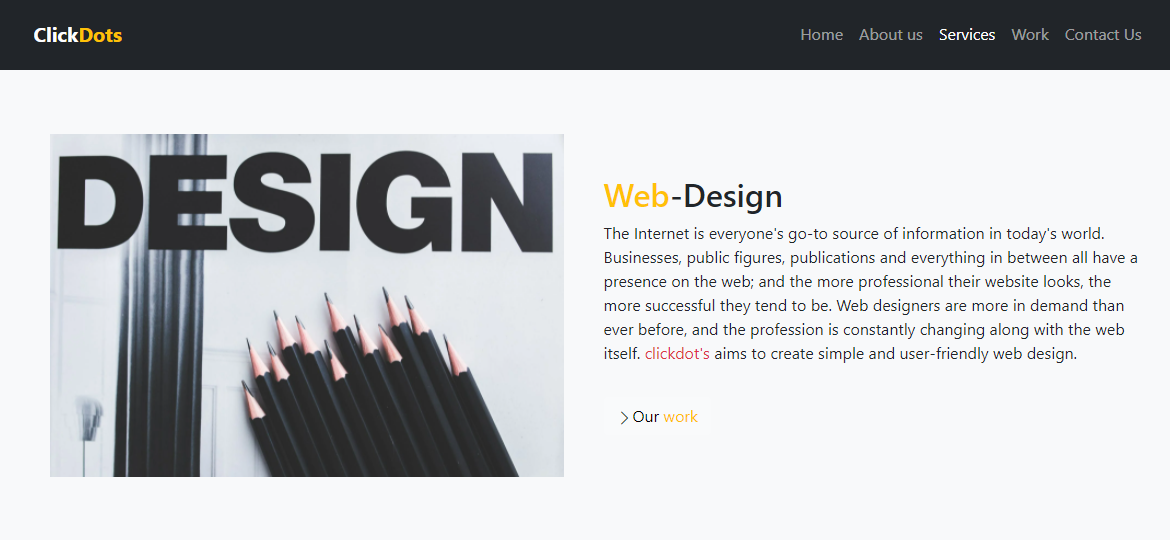 ClickDots
Home About us Services Work Contact Us
DESIGN
Web-Design
The Internet is everyone's go-to source of information in today's world.
Businesses, public figures, publications and everything in between all have a
presence on the web; and the more professional their website looks, the
more successful they tend to be. Web designers are more in demand than
ever before, and the profession is constantly changing along with the web
itself. clickdot's aims to create simple and user-friendly web design.
Our work